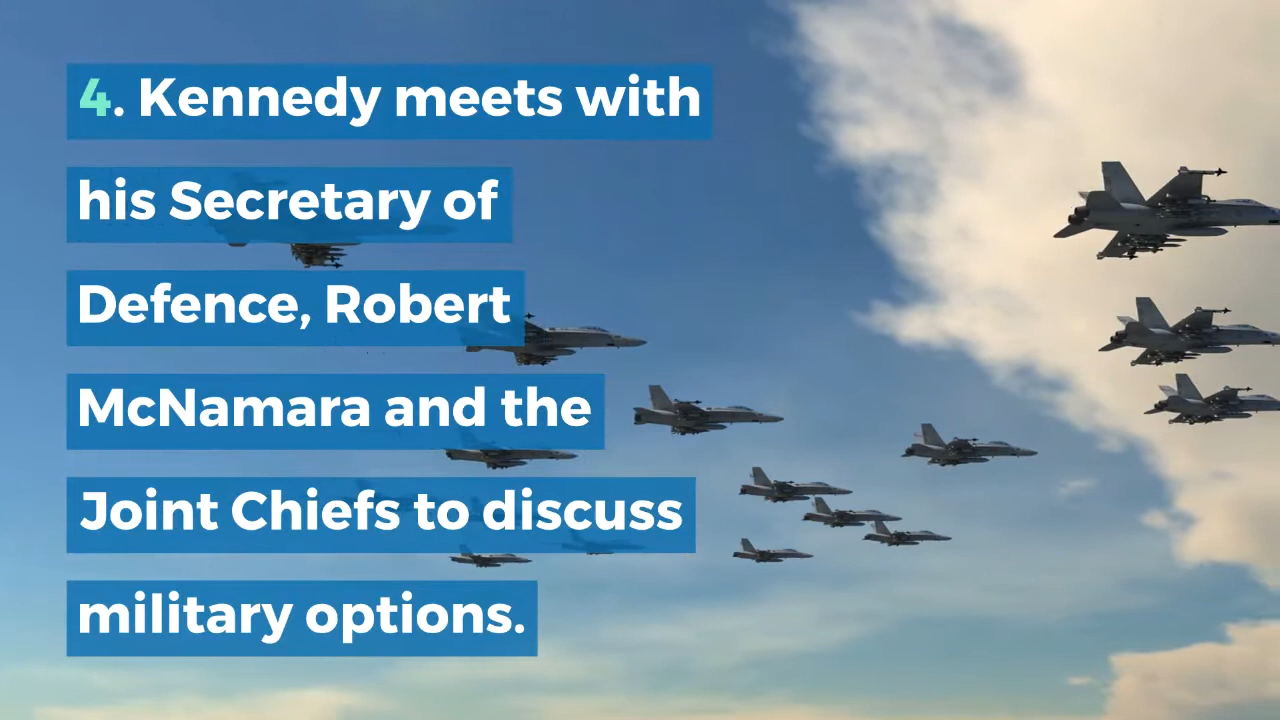 4. Kennedy meets with
his Secretary of
Defence, Robert
McNamara and the
Joint Chiefs to discuss
military options.